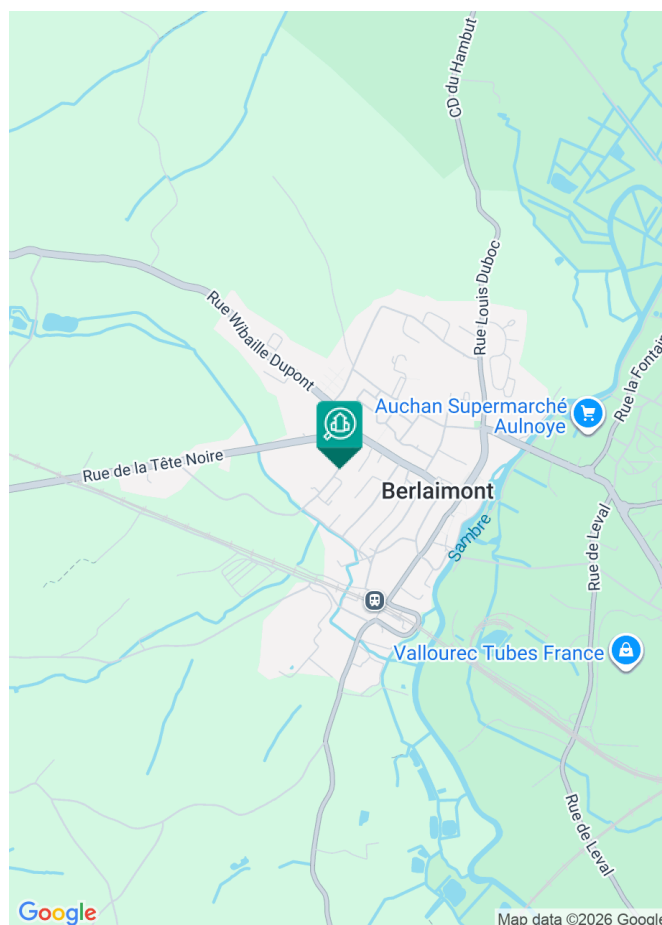 CD du Hambut
Rue Louis Duboc
Rue Wibaille Dupont
Rue la Fontain
Auchan Supermarché
Aulnoye
Rue de la Tête Noire
Berlaimont
Sambre
Rue de Leval
Vallourec Tubes France
Rue de Leval
Google
Map data ©2026 Google